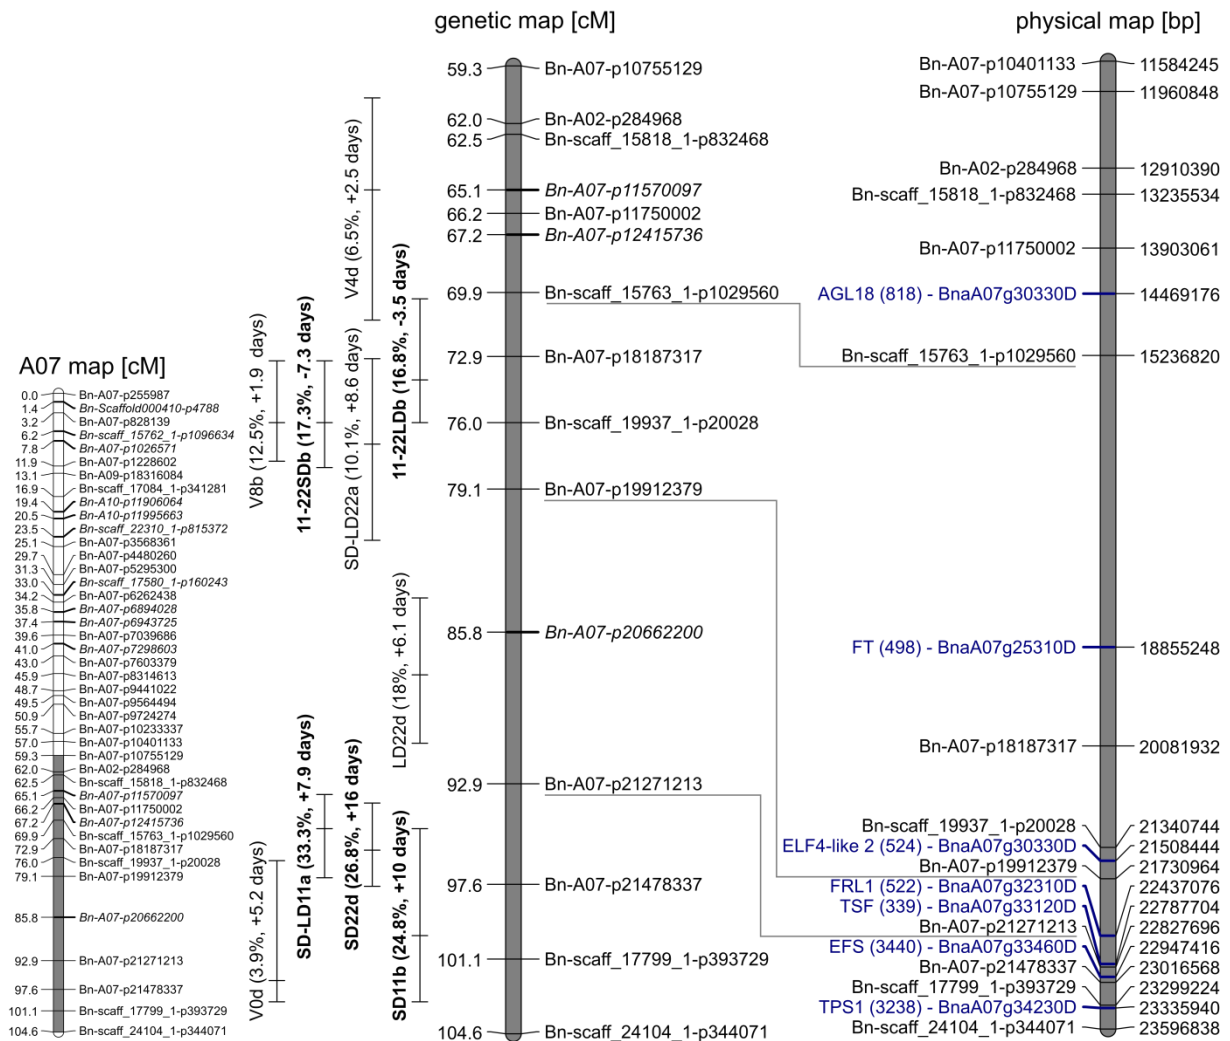 genetic map [cM]
physical map [bp]
A07 map [cM]
0.0 Bn-A07-p255987
1.4 Bn-Scaffold000410-p4788
3.2 Bn-A07-p828139
6.2 Bn-scaff_15762_1-p1096634
7.8 Bn-A07-p1026571
11.9 Bn-A07-p1228602
13.1 Bn-A09-p18316084
16.9 Bn-scaff_17084_1-p341281
19.4 Bn-A10-p11906064
20.5 Bn-A10-p11995663
23.5 Bn-scaff_22310_1-p815372
25.1 Bn-A07-p3568361
29.7 Bn-A07-p4480260
31.3 Bn-A07-p5295300
33.0 Bn-scaff_17580_1-p160243
34.2 Bn-A07-p6262438
35.8 Bn-A07-p6894028
37.4 Bn-A07-p6943725
39.6 Bn-A07-p7039686
41.0 Bn-A07-p7298603
43.0 Bn-A07-p7603379
45.9 Bn-A07-p8314613
48.7 Bn-A07-p9441022
49.5 Bn-A07-p9564494
50.9 Bn-A07-p9724274
55.7 Bn-A07-p10233337
57.0 Bn-A07-p10401133
59.3 Bn-A07-p10755129
62.0 Bn-A02-p284968
62.5 Bn-scaff_15818_1-p832468
65.1 Bn-A07-p11570097
66.2 Bn-A07-p11750002
67.2 Bn-A07-p12415736
69.9 Bn-scaff_15763_1-p1029560
72.9 Bn-A07-p18187317
76.0 Bn-scaff_19937_1-p20028
79.1 Bn-A07-p19912379
85.8 Bn-A07-p20662200
92.9 Bn-A07-p21271213
97.6 Bn-A07-p21478337
101.1 Bn-scaff_17799_1-p393729
104.6 Bn-scaff_24104_1-p344071
V8b (12.5%, +1.9 days)
V0d (3.9%, +5.2 days)
11-22SDb (17.3%, -7.3 days)
SD-LD11a (33.3%, +7.9 days)
V4d (6.5%, +2.5 days)
SD-LD22a (10.1%, +8.6 days)
SD22d (26.8%, +16 days)
11-22LDb (16.8%, -3.5 days)
LD22d (18%, +6.1 days)
SD11b (24.8%, +10 days)
59.3 Bn-A07-p10755129
62.0 Bn-A02-p284968
62.5 Bn-scaff_15818_1-p832468
65.1 Bn-A07-p11570097
66.2 Bn-A07-p11750002
67.2 Bn-A07-p12415736
69.9 Bn-scaff_15763_1-p1029560
72.9 Bn-A07-p18187317
76.0 Bn-scaff_19937_1-p20028
79.1 Bn-A07-p19912379
85.8 Bn-A07-p20662200
92.9 Bn-A07-p21271213
97.6 Bn-A07-p21478337
101.1 Bn-scaff_17799_1-p393729
104.6 Bn-scaff_24104_1-p344071
Bn-A07-p10401133 11584245
Bn-A07-p10755129 11960848
Bn-A02-p284968 12910390
Bn-scaff_15818_1-p832468 13235534
Bn-A07-p11750002 13903061
AGL18 (818) - BnaA07g30330D 14469176
Bn-scaff_15763_1-p1029560 15236820
FT (498) - BnaA07g25310D 18855248
Bn-A07-p18187317 20081932
Bn-scaff_19937_1-p20028 21340744
ELF4-like 2 (524) - BnaA07g30330D 21508444
Bn-A07-p19912379 21730964
FRL1 (522) - BnaA07g32310D 22437076
TSF (339) - BnaA07g33120D 22787704
Bn-A07-p21271213 22827696
EFS (3440) - BnaA07g33460D 22947416
Bn-A07-p21478337 23016568
Bn-scaff_17799_1-p393729 23299224
TPS1 (3238) - BnaA07g34230D 23335940
Bn-scaff_24104_1-p344071 23596838